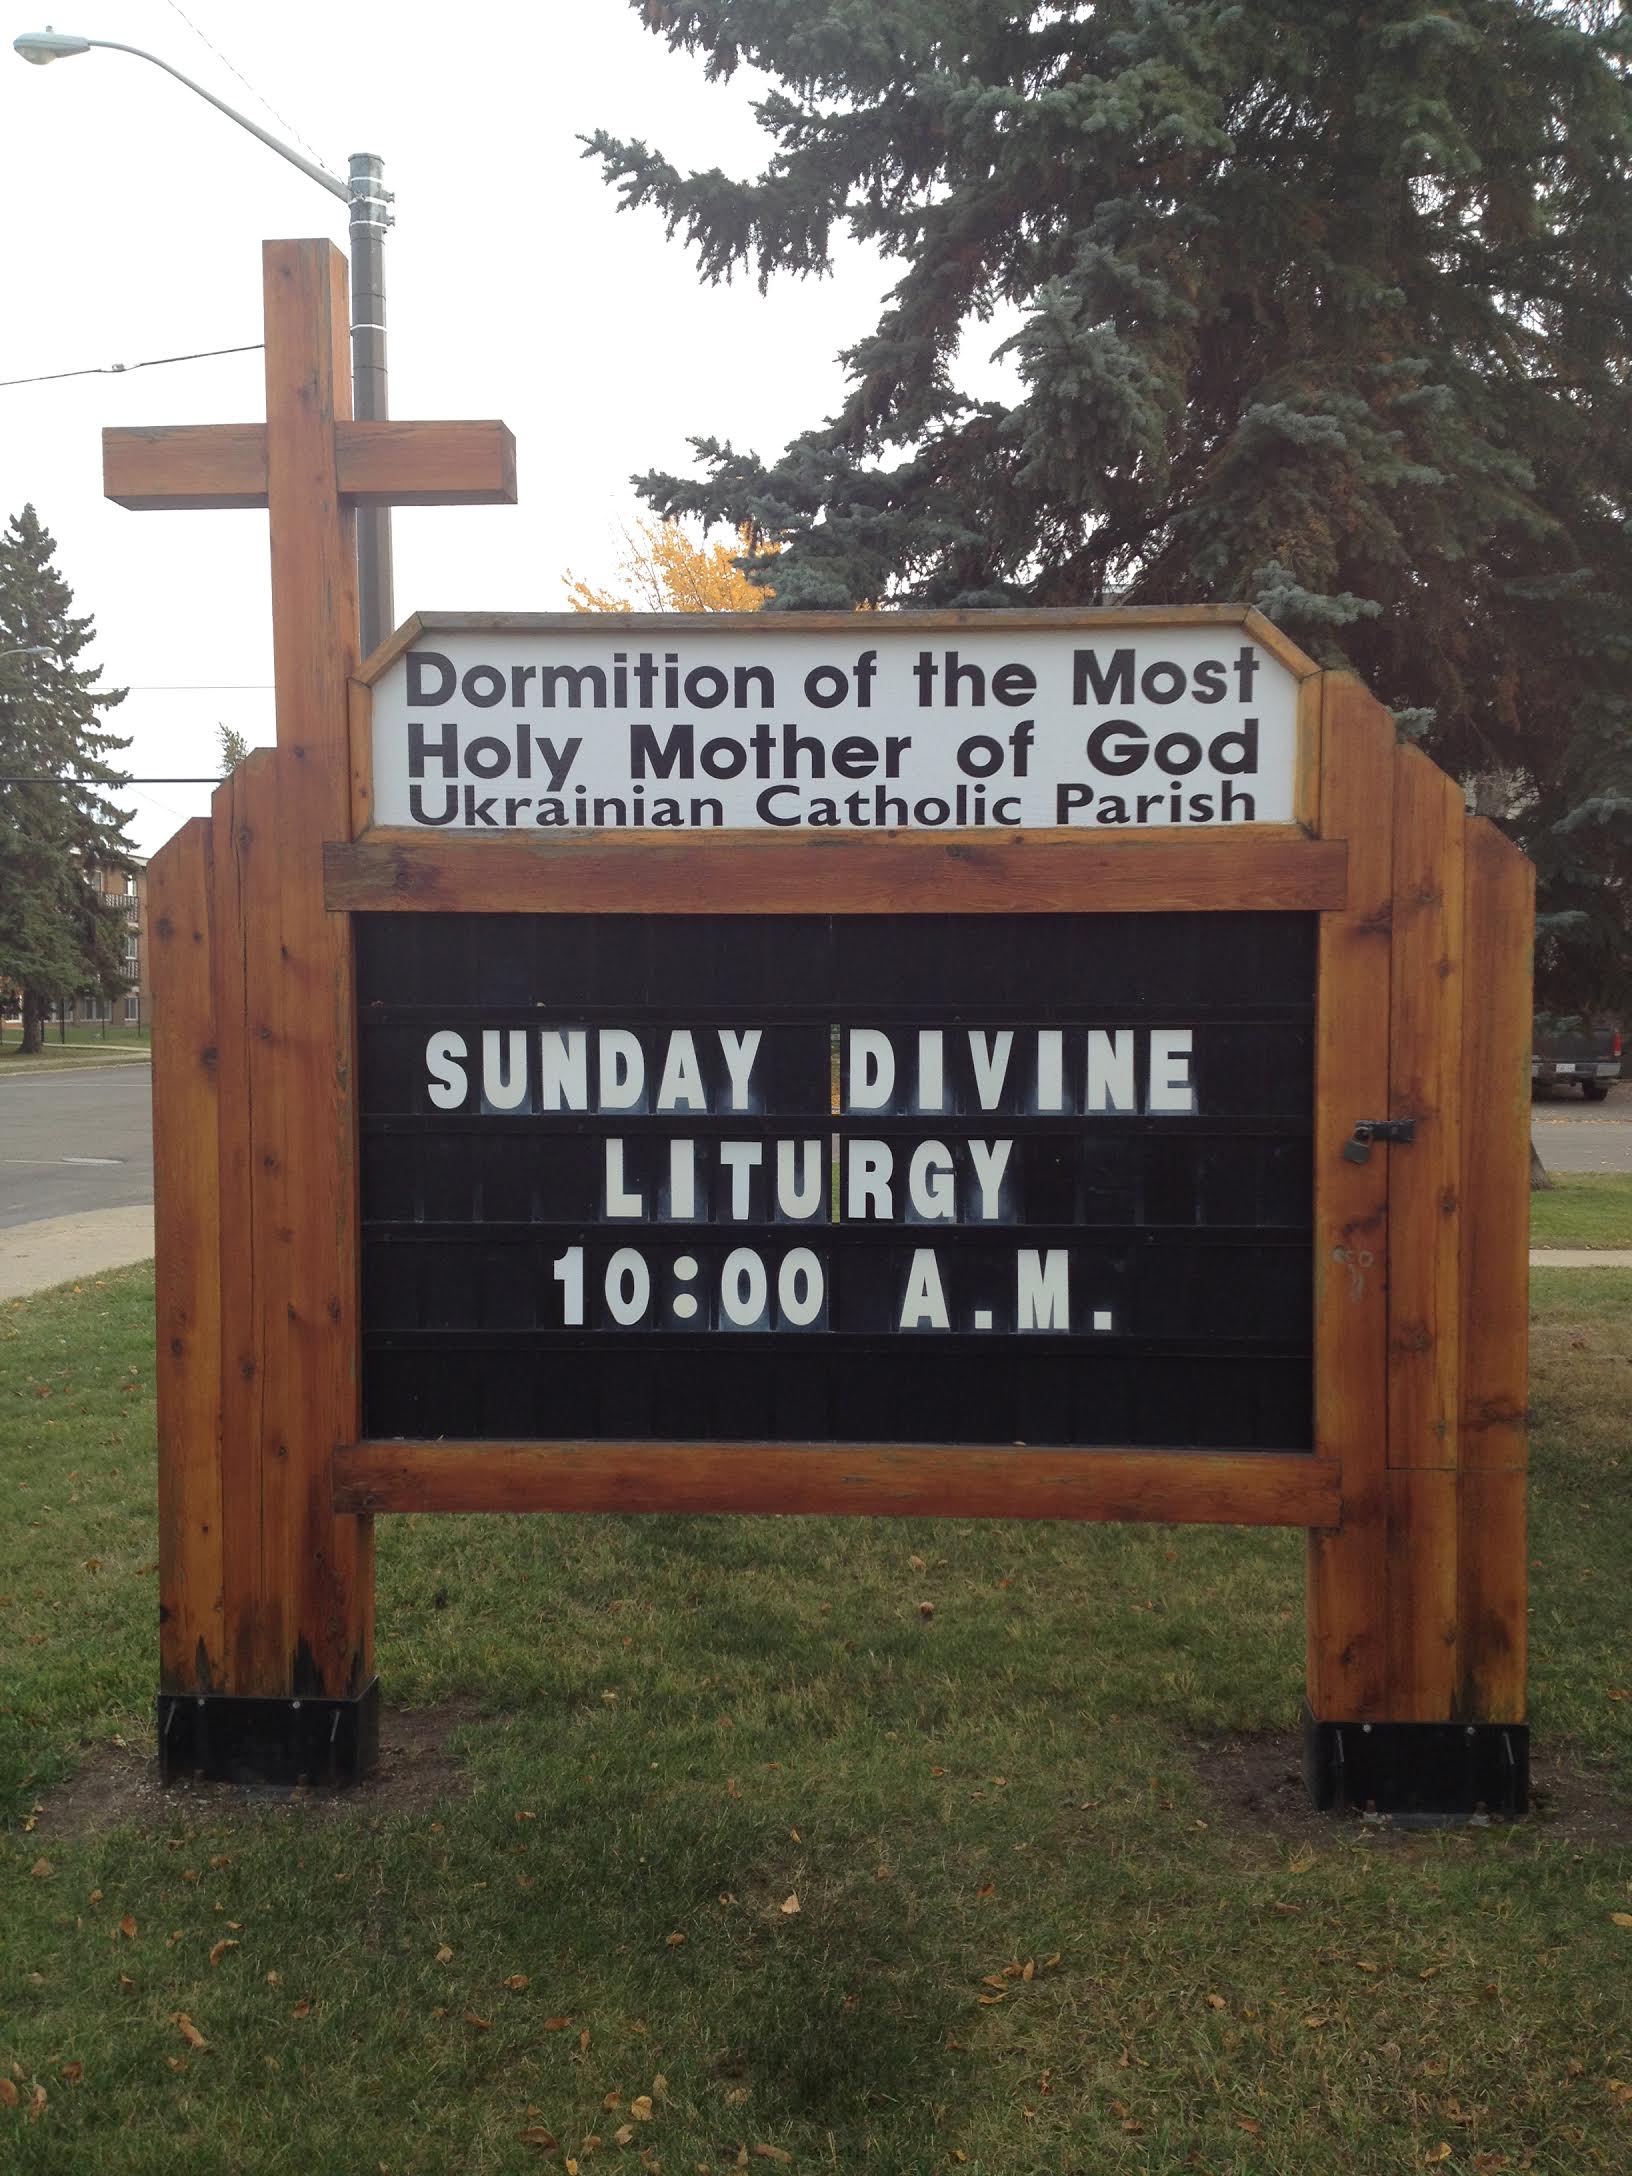 Dormition of the Most
Holy Mother of God
Ukrainian Catholic Parish
SUNDAY DIVINE
LITURGY
10:00 A.M.